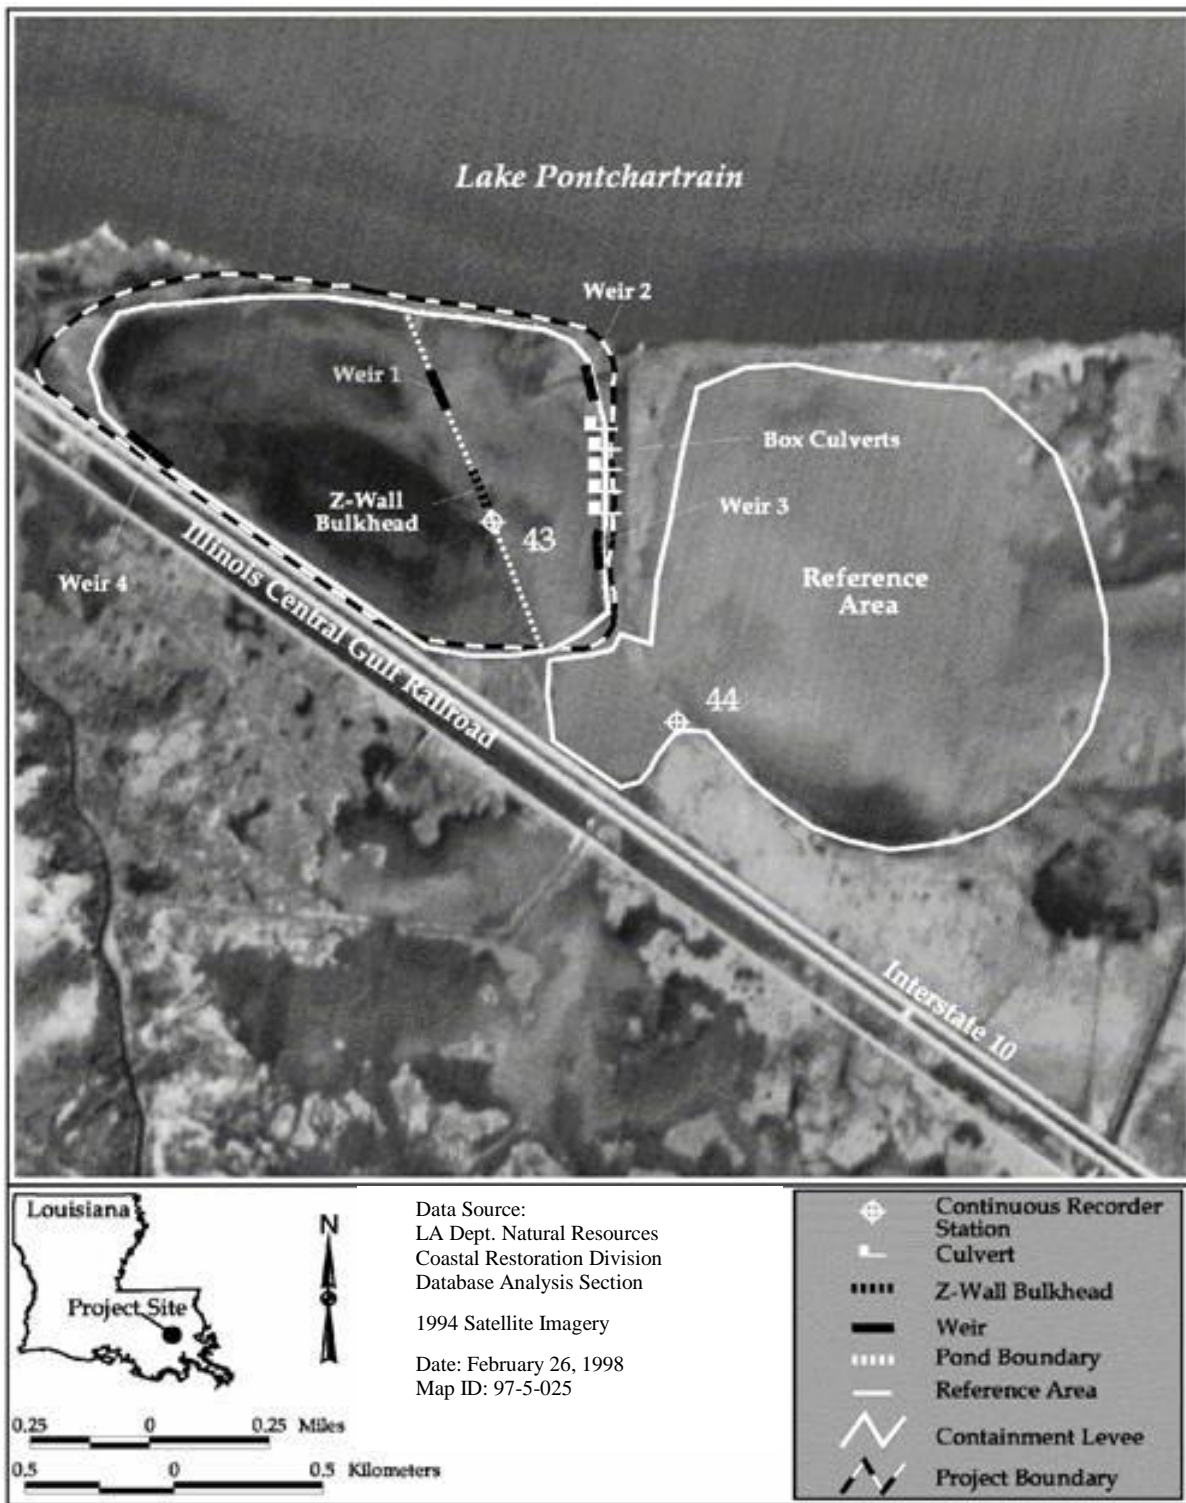 Lake Pontchartrain
Weir 2
Weir 1
Box Culverts
Z-Wall
Bulkhead
43
Weir 3
Weir 4
Reference
Area
Illinois Central Gulf Railroad
44
Interstate 10
Louisiana
Project Site
N
0.25 0 0.25 Miles
0.5 0 0.5 Kilometers
Data Source:
LA Dept. Natural Resources
Coastal Restoration Division
Database Analysis Section
1994 Satellite Imagery
Date: February 26, 1998
Map ID: 97-5-025
Continuous Recorder
Station
Culvert
Z-Wall Bulkhead
Weir
Pond Boundary
Reference Area
Containment Levee
Project Boundary